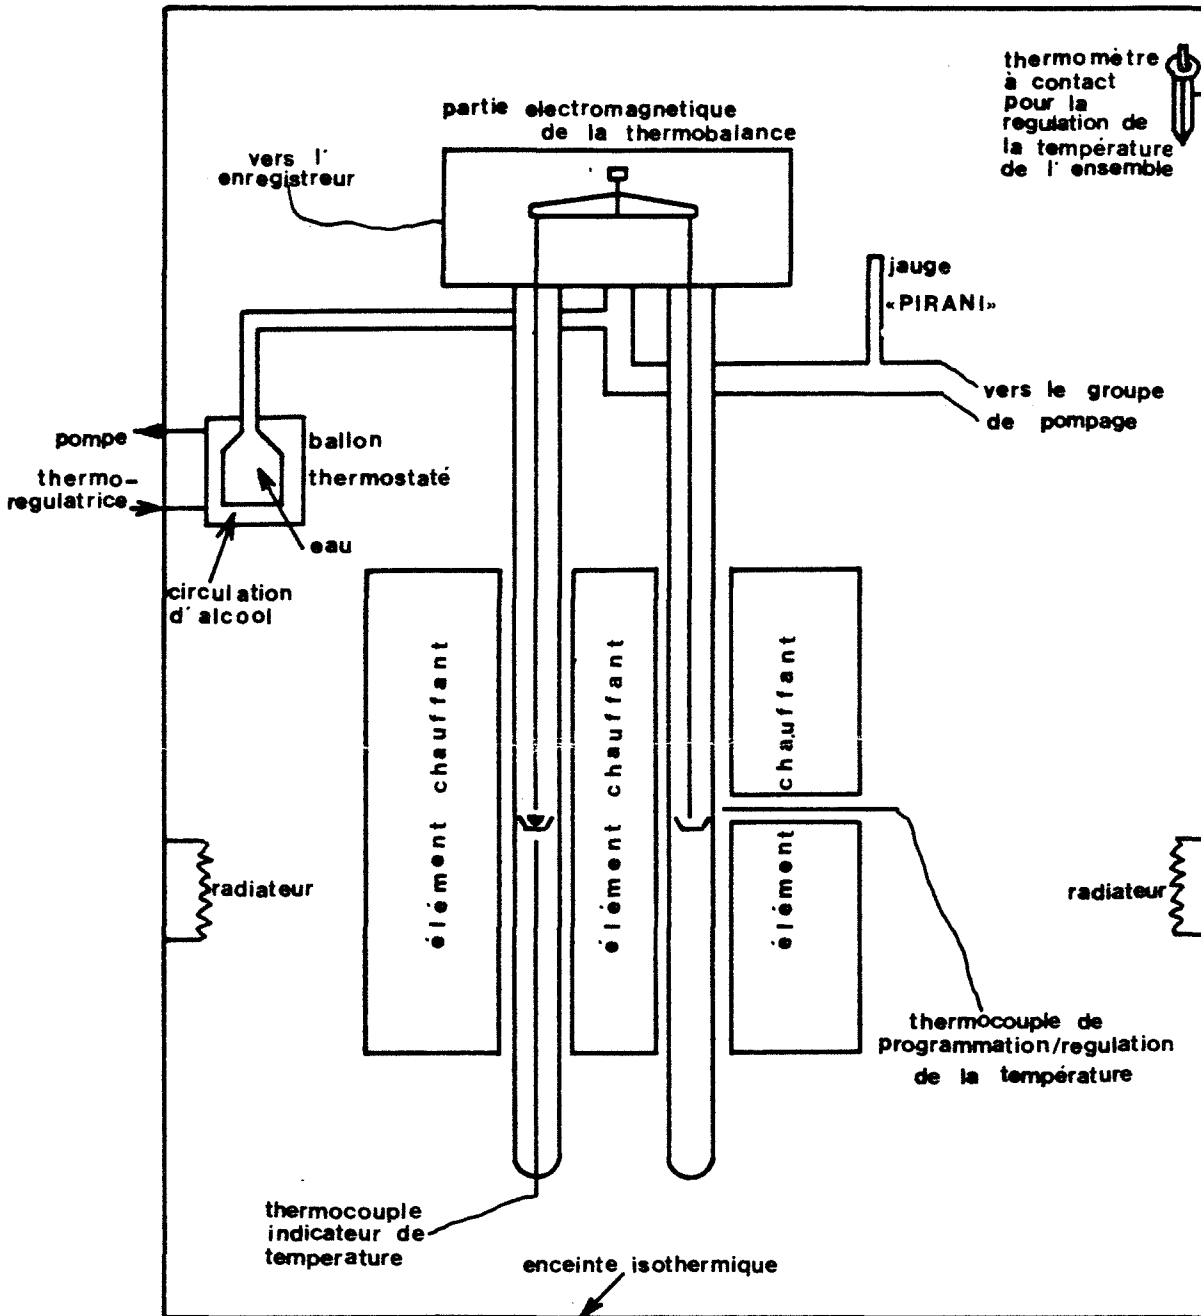 thermomètre
à contact
pour la
regulation de
la température
de l' ensemble
partie electromagnetique
de la thermobalance
vers l'
enregistreur
jauge
«PIRANI»
vers le groupe
de pompage
pompe
thermo-
regulatrice
ballon
thermostaté
eau
circulation
d'alcool
élément chauffant
élément chauffant
élément chauffant
radiateur
radiateur
thermocouple de
programmation/regulation
de la température
thermocouple
indicateur de
temperature
enceinte isothermique